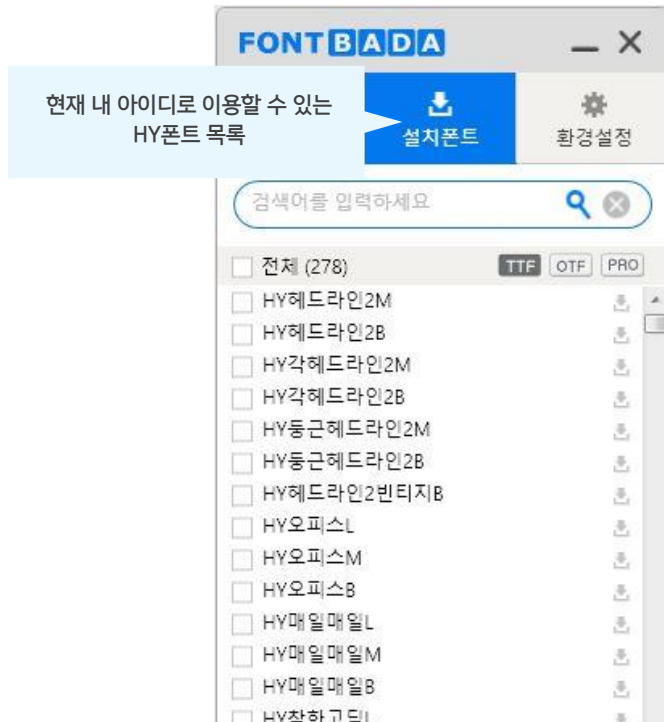 FONTBADA
현재 내 아이디로 이용할 수 있는
HY폰트 목록
설치폰트
환경설정
검색어를 입력하세요
전체 (278) TTF OTF PRO
HY헤드라인2M
HY헤드라인2B
HY각헤드라인2M
HY각헤드라인2B
HY둥근헤드라인2M
HY둥근헤드라인2B
HY헤드라인2빈티지B
HY오피스L
HY오피스M
HY오피스B
HY매일매일L
HY매일매일M
HY매일매일B
HY착한고딕L